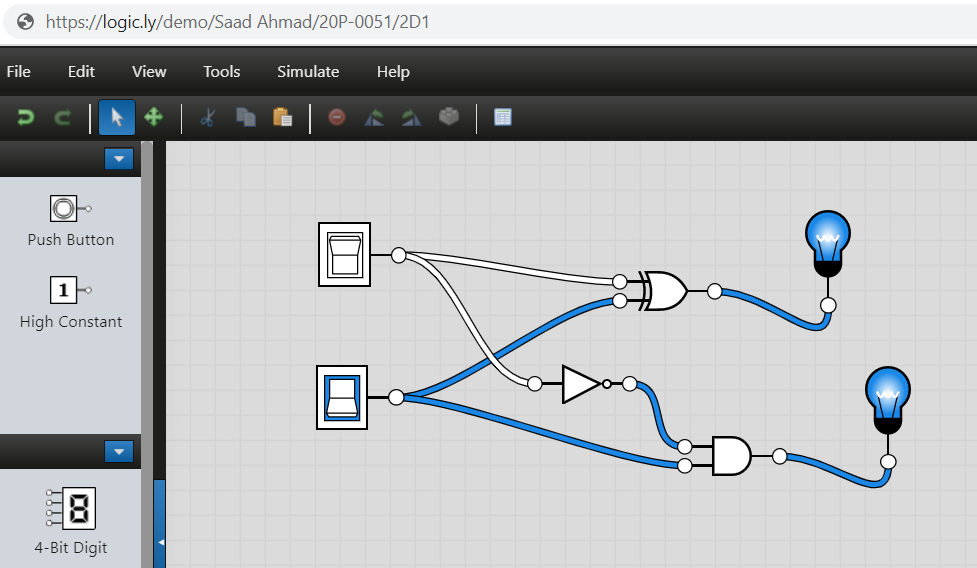 https://logic.ly/demo/Saad Ahmad/20P-0051/2D1
File Edit View Tools Simulate Help
Push Button
1
High Constant
8
4-Bit Digit